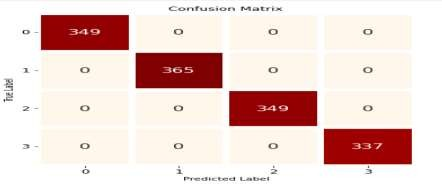 Confusion Matrix
0 349 0 0 0
1 0 365 0 0
2 0 0 349 0
3 0 0 0 337
True Label
0 1 2 3
Predicted Label